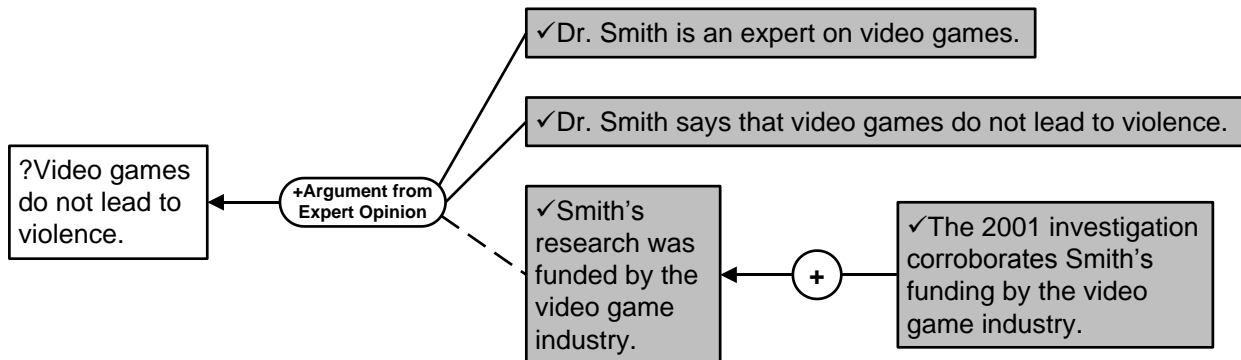 ✓Dr. Smith is an expert on video games.
✓Dr. Smith says that video games do not lead to violence.
?Video games
do not lead to
violence.
+Argument from
Expert Opinion
✓Smith's
research was
funded by the
video game
industry.
+
✓The 2001 investigation
corroborates Smith's
funding by the video
game industry.